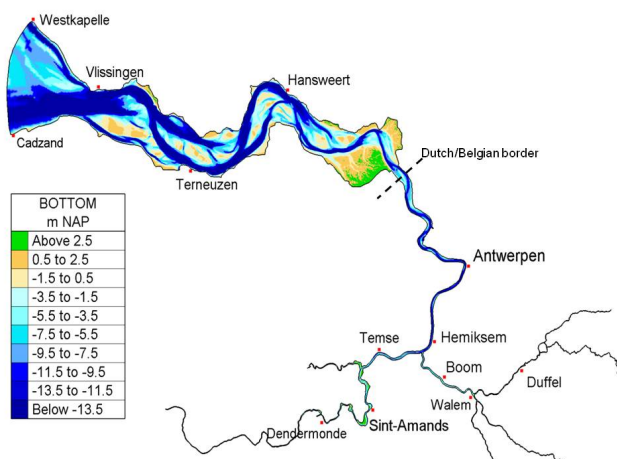 Westkapelle
Vlissingen
Hansweert
Cadzand
Terneuzen
Dutch/Belgian border
BOTTOM
m NAP
Above 2.5
0.5 to 2.5
-1.5 to 0.5
-3.5 to -1.5
-5.5 to -3.5
-7.5 to -5.5
-9.5 to -7.5
-11.5 to -9.5
-13.5 to -11.5
Below -13.5
Antwerpen
Temse
Hemiksem
Boom
Duffel
Walem
Sint-Amands
Dendermonde